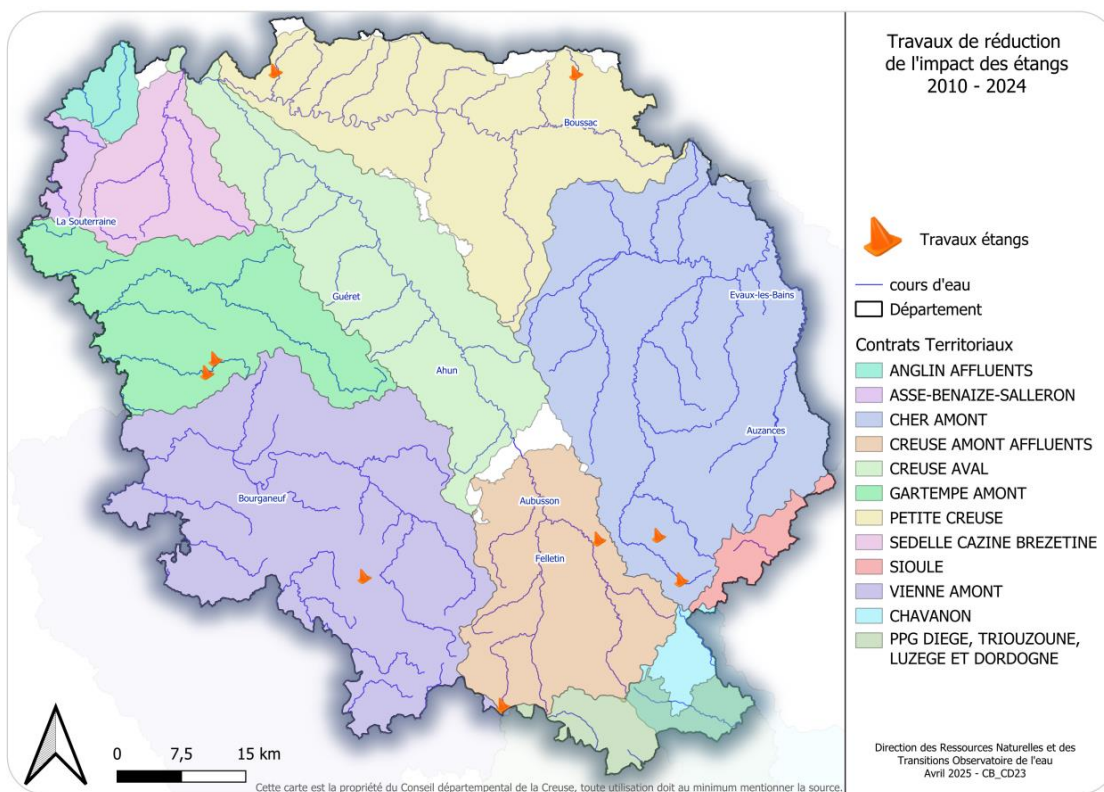 Travaux de réduction
de l'impact des étangs
2010 - 2024
Travaux étangs
cours d'eau
Département
Contrats Territoriaux
ANGLIN AFFLUENTS
ASSE-BENAIZE-SALLERON
CHER AMONT
CREUSE AMONT AFFLUENTS
CREUSE AVAL
GARTEMPE AMONT
PETITE CREUSE
SEDELLE CAZINE BREZETINE
SIOULE
VIENNE AMONT
CHAVANON
PPG DIEGE, TRIOUZOUNE,
LUZEGE ET DORDOGNE
Direction des Ressources Naturelles et des
Transitions Observatoire de l'eau
Avril 2025 - CB_CD23
Boussac
La Souterraine
Guéret
Evaux-les-Bains
Ahun
Auzances
Bourganeuf
Aubusson
Felletin
0 7,5 15 km
Cette carte est la propriété du Conseil départempental de la Creuse, toute utilisation doit au minimum mentionner la source.